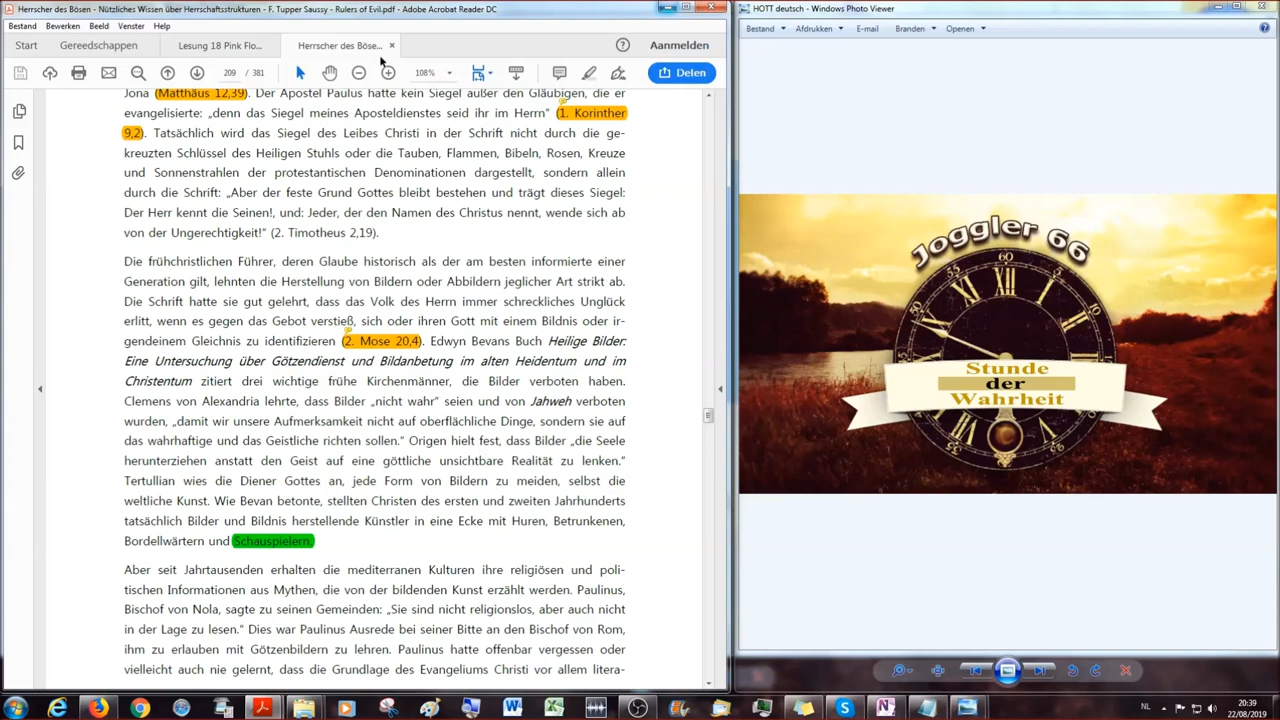 Herrscher des Bösen - Nützliches Wissen über Herrschaftsstrukturen - F. Tupper Saussy - Rulers of Evil.pdf - Adobe Acrobat Reader DC
Bestand Bewerken Beeld Venster Help
Start Gereedschappen Lesung 18 Pink Flo... Herrscher des Böse... × Anmelden
209 / 381 108% Delen
Jona (Matthäus 12,39). Der Apostel Paulus hatte kein Siegel außer den Gläubigen, die er
evangelisierte: „denn das Siegel meines Aposteldienstes seid ihr im Herrn“ (1. Korinther
9,2). Tatsächlich wird das Siegel des Leibes Christi in der Schrift nicht durch die ge-
kreuzten Schlüssel des Heiligen Stuhls oder die Tauben, Flammen, Bibeln, Rosen, Kreuze
und Sonnenstrahlen der protestantischen Denominationen dargestellt, sondern allein
durch die Schrift: „Aber der feste Grund Gottes bleibt bestehen und trägt dieses Siegel:
Der Herr kennt die Seinen!, und: Jeder, der den Namen des Christus nennt, wende sich ab
von der Ungerechtigkeit!“ (2. Timotheus 2,19).
Die frühchristlichen Führer, deren Glaube historisch als der am besten informierte einer
Generation gilt, lehnten die Herstellung von Bildern oder Abbildern jeglicher Art strikt ab.
Die Schrift hatte sie gut gelehrt, dass das Volk des Herrn immer schreckliches Unglück
erlitt, wenn es gegen das Gebot verstieß, sich oder ihren Gott mit einem Bildnis oder ir-
gendeinem Gleichnis zu identifizieren (2. Mose 20,4). Edwyn Bevans Buch Heilige Bilder:
Eine Untersuchung über Götzendienst und Bildanbetung im alten Heidentum und im
Christentum zitiert drei wichtige frühe Kirchenmänner, die Bilder verboten haben.
Clemens von Alexandria lehrte, dass Bilder „nicht wahr“ seien und von Jahweh verboten
wurden, „damit wir unsere Aufmerksamkeit nicht auf oberflächliche Dinge, sondern sie auf
das wahrhaftige und das Geistliche richten sollen.“ Origen hielt fest, dass Bilder „die Seele
herunterziehen anstatt den Geist auf eine göttliche unsichtbare Realität zu lenken.“
Tertullian wies die Diener Gottes an, jede Form von Bildern zu meiden, selbst die
weltliche Kunst. Wie Bevan betonte, stellten Christen des ersten und zweiten Jahrhunderts
tatsächlich Bilder und Bildnis herstellende Künstler in eine Ecke mit Huren, Betrunkenen,
Bordellwärtern und Schauspielern.
Aber seit Jahrtausenden erhalten die mediterranen Kulturen ihre religiösen und poli-
tischen Informationen aus Mythen, die von der bildenden Kunst erzählt werden. Paulinus,
Bischof von Nola, sagte zu seinen Gemeinden: „Sie sind nicht religionslos, aber auch nicht
in der Lage zu lesen.“ Dies war Paulinus Ausrede bei seiner Bitte an den Bischof von Rom,
ihm zu erlauben mit Götzenbildern zu lehren. Paulinus hatte offenbar vergessen oder
vielleicht auch nie gelernt, dass die Grundlage des Evangeliums Christi vor allem litera-
HOTT deutsch - Windows Photo Viewer
Bestand Afdrukken E-mail Branden Openen
Joggler 66
55 60 5
XII
Stunde
der
Wahrheit
NL 20:39
22/08/2019